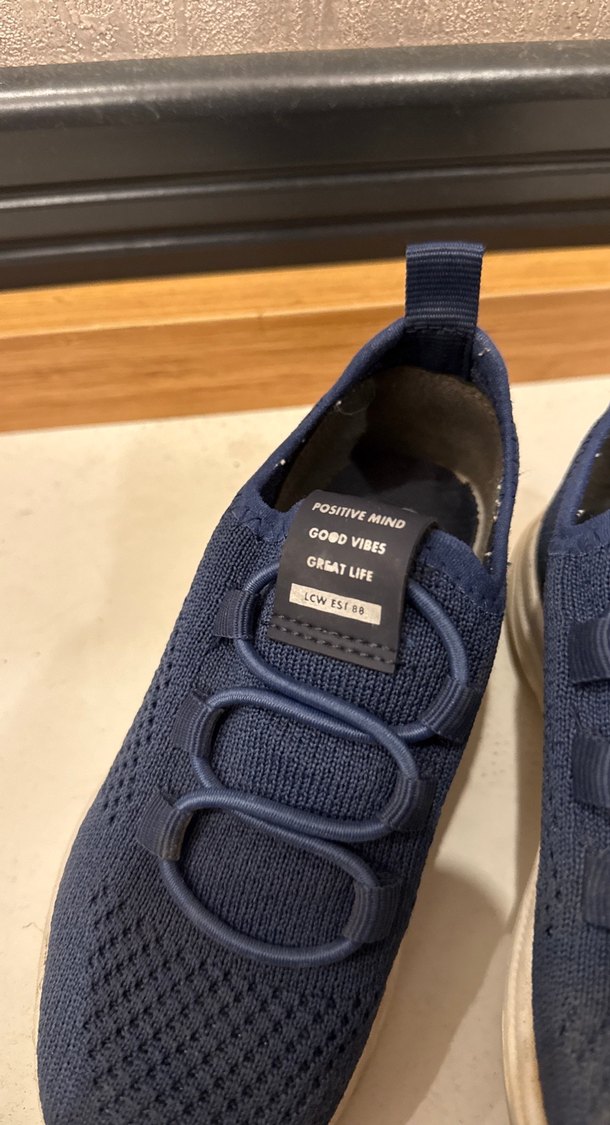 POSITIVE MIND
GOOD VIBES
GREAT LIFE
LCW EST 88